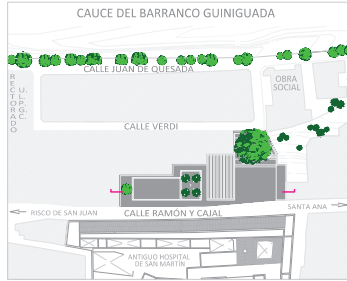 CAUCE DEL BARRANCO GUINIGUADA
CALLE JUAN DE QUESADA
RECTORADO
U.L.P.G.C.
OBRA
SOCIAL
CALLE VERDI
RISCO DE SAN JUAN
CALLE RAMÓN Y CAJAL
SANTA ANA
ANTIGUO HOSPITAL
DE SAN MARTÍN